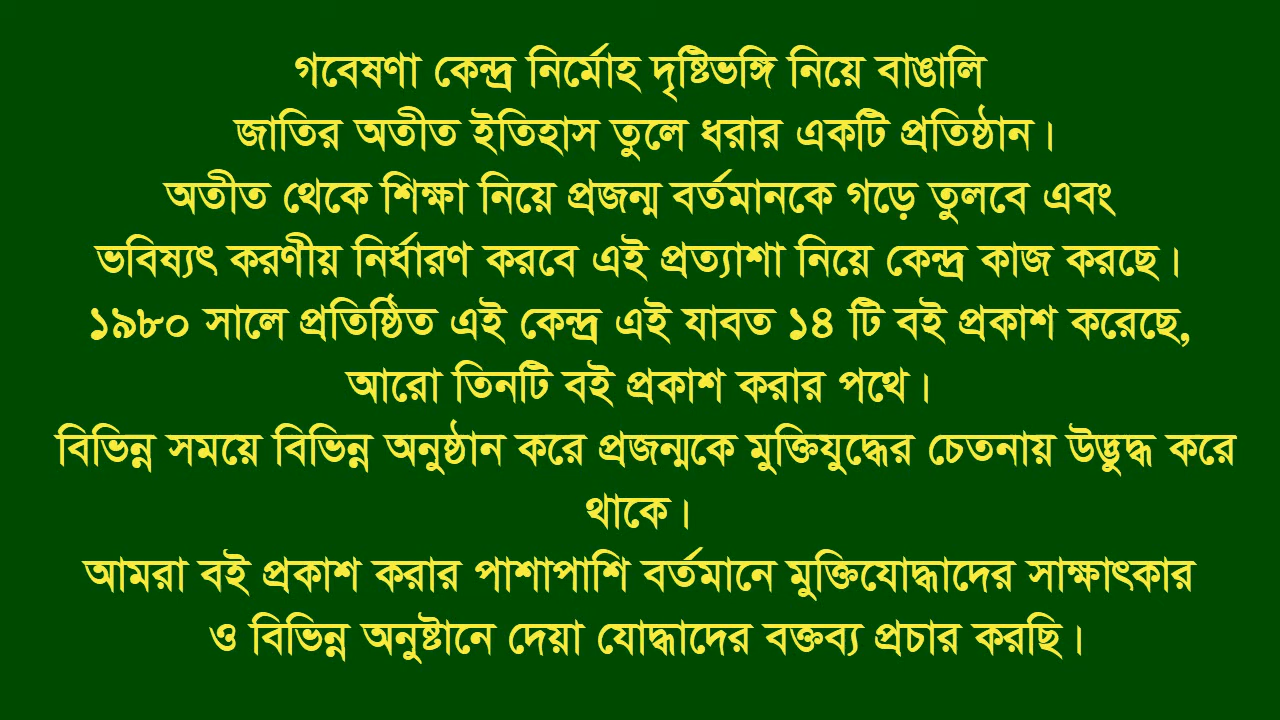 গবেষণা কেন্দ্র নির্মোহ দৃষ্টিভঙ্গি নিয়ে বাঙালি
জাতির অতীত ইতিহাস তুলে ধরার একটি প্রতিষ্ঠান।
অতীত থেকে শিক্ষা নিয়ে প্রজন্ম বর্তমানকে গড়ে তুলবে এবং
ভবিষ্যৎ করণীয় নির্ধারণ করবে এই প্রত্যাশা নিয়ে কেন্দ্র কাজ করছে।
১৯৮০ সালে প্রতিষ্ঠিত এই কেন্দ্র এই যাবত ১৪ টি বই প্রকাশ করেছে,
আরো তিনটি বই প্রকাশ করার পথে।
বিভিন্ন সময়ে বিভিন্ন অনুষ্ঠান করে প্রজন্মকে মুক্তিযুদ্ধের চেতনায় উদ্ভুদ্ধ করে
থাকে।
আমরা বই প্রকাশ করার পাশাপাশি বর্তমানে মুক্তিযোদ্ধাদের সাক্ষাৎকার
ও বিভিন্ন অনুষ্টানে দেয়া যোদ্ধাদের বক্তব্য প্রচার করছি।